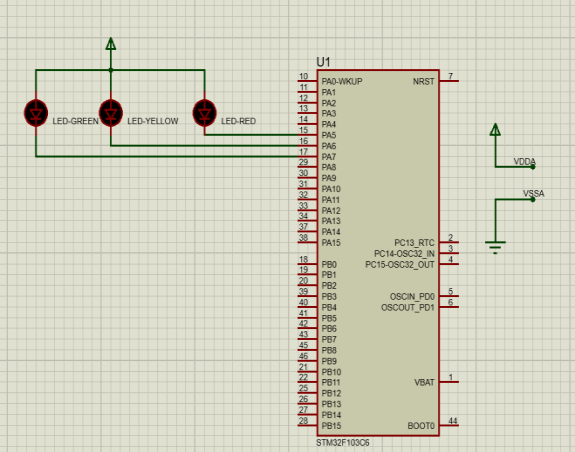 U1
10 PA0-WKUP NRST 7
11 PA1
12 PA2
13 PA3
14 PA4
LED-GREEN LED-YELLOW LED-RED
15 PA5
16 PA6
17 PA7
29 PA8
30 PA9
31 PA10
32 PA11
33 PA12
34 PA13
37 PA14
38 PA15
VDDA
VSSA
PC13_RTC 2
PC14-OSC32_IN 3
PC15-OSC32_OUT 4
18 PB0
19 PB1
20 PB2
39 PB3 OSCIN_PD0 5
40 PB4 OSCOUT_PD1 6
41 PB5
42 PB6
43 PB7
45 PB8
46 PB9
21 PB10
22 PB11 VBAT 1
25 PB12
26 PB13
27 PB14
28 PB15 BOOT0 44
STM32F103C6